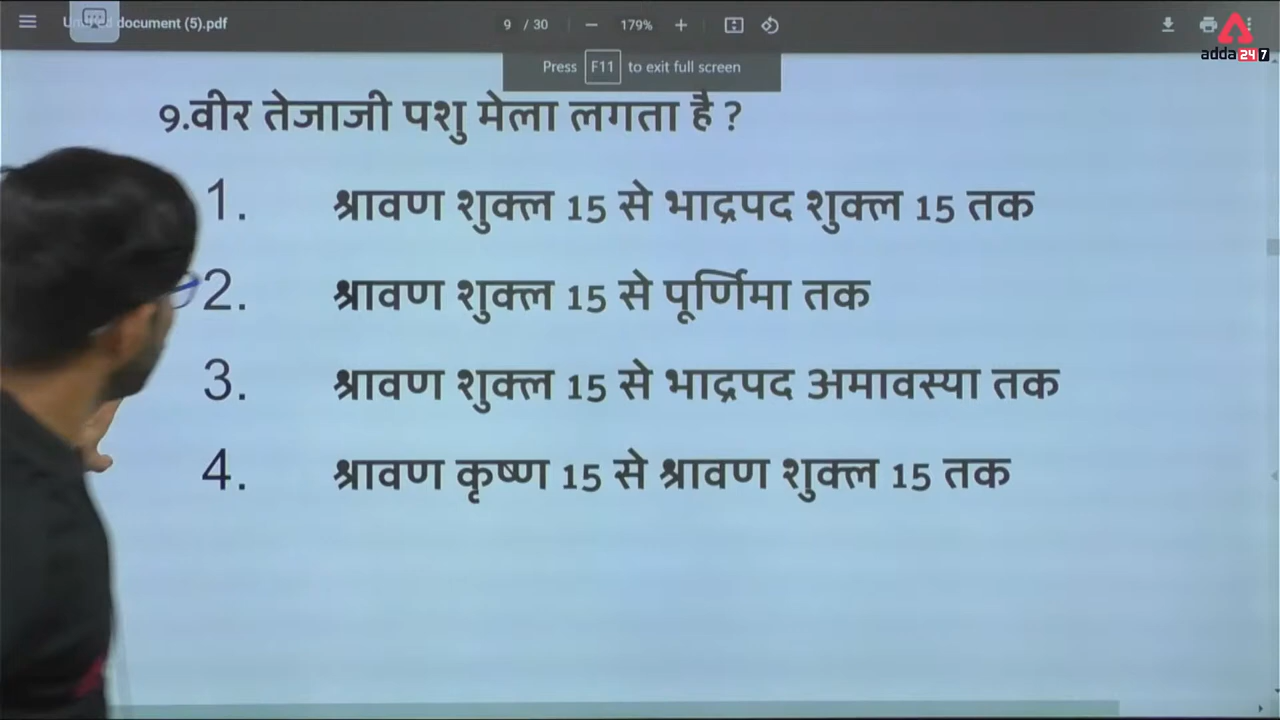 document (5).pdf
9 / 30
179%
adda 24 7
Press F11 to exit full screen
9.वीर तेजाजी पशु मेला लगता है ?
1. श्रावण शुक्ल 15 से भाद्रपद शुक्ल 15 तक
2. श्रावण शुक्ल 15 से पूर्णिमा तक
3. श्रावण शुक्ल 15 से भाद्रपद अमावस्या तक
4. श्रावण कृष्ण 15 से श्रावण शुक्ल 15 तक